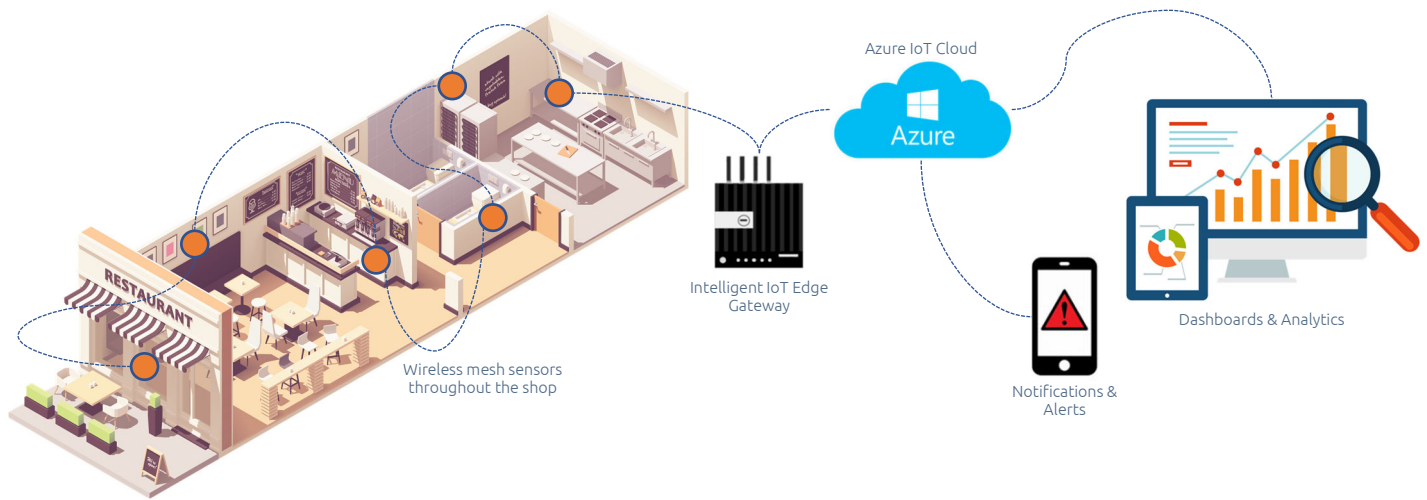 Azure IoT Cloud
Azure
Intelligent IoT Edge
Gateway
RESTAURANT
Wireless mesh sensors
throughout the shop
Dashboards & Analytics
Notifications &
Alerts